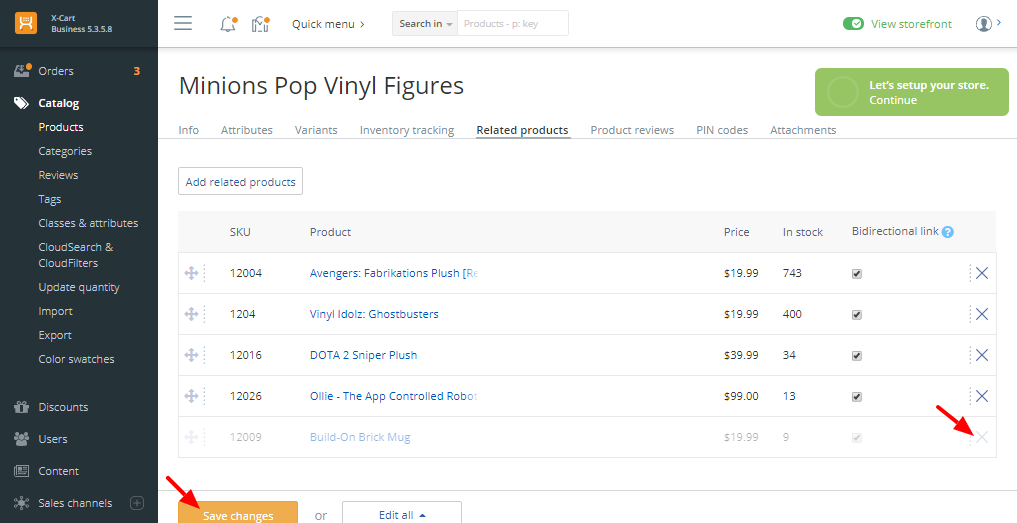 X-Cart
Business 5.3.5.8
Quick menu
Search in
Products - p: key
View storefront
Orders 3
Catalog
Products
Categories
Reviews
Tags
Classes & attributes
CloudSearch &
CloudFilters
Update quantity
Import
Export
Color swatches
Discounts
Users
Content
Sales channels
Minions Pop Vinyl Figures
Let's setup your store.
Continue
Info Attributes Variants Inventory tracking Related products Product reviews PIN codes Attachments
Add related products
SKU Product Price In stock Bidirectional link ?
12004 Avengers: Fabrikations Plush [Re $19.99 743
1204 Vinyl Idolz: Ghostbusters $19.99 400
12016 DOTA 2 Sniper Plush $39.99 34
12026 Ollie - The App Controlled Robot $99.00 13
12009 Build-On Brick Mug $19.99 9
Save changes or Edit all